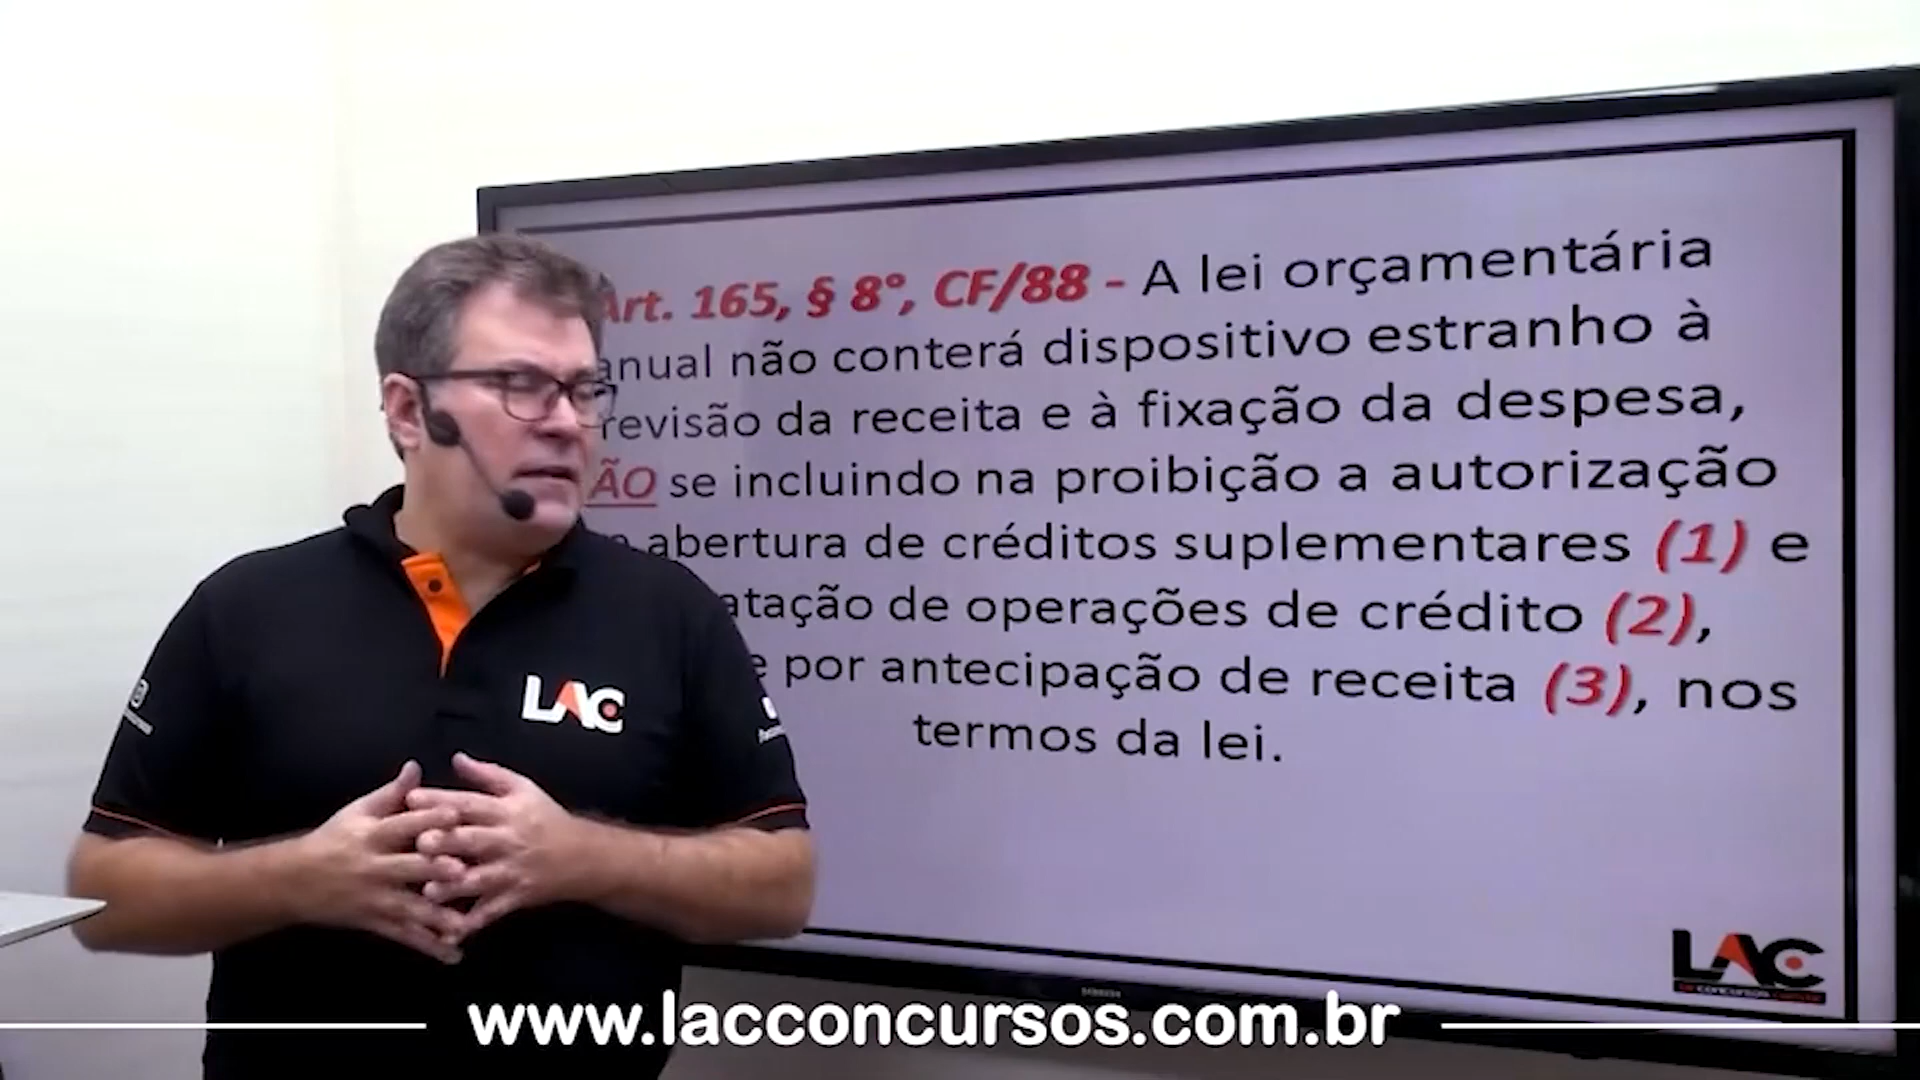 Art. 165, § 8°, CF/88 - A lei orçamentária
anual não conterá dispositivo estranho à
revisão da receita e à fixação da despesa,
ÃO se incluindo na proibição a autorização
abertura de créditos suplementares (1) e
atação de operações de crédito (2),
e por antecipação de receita (3), nos
termos da lei.
LAC
LAC
SAMSUNG
www.lacconcursos.com.br